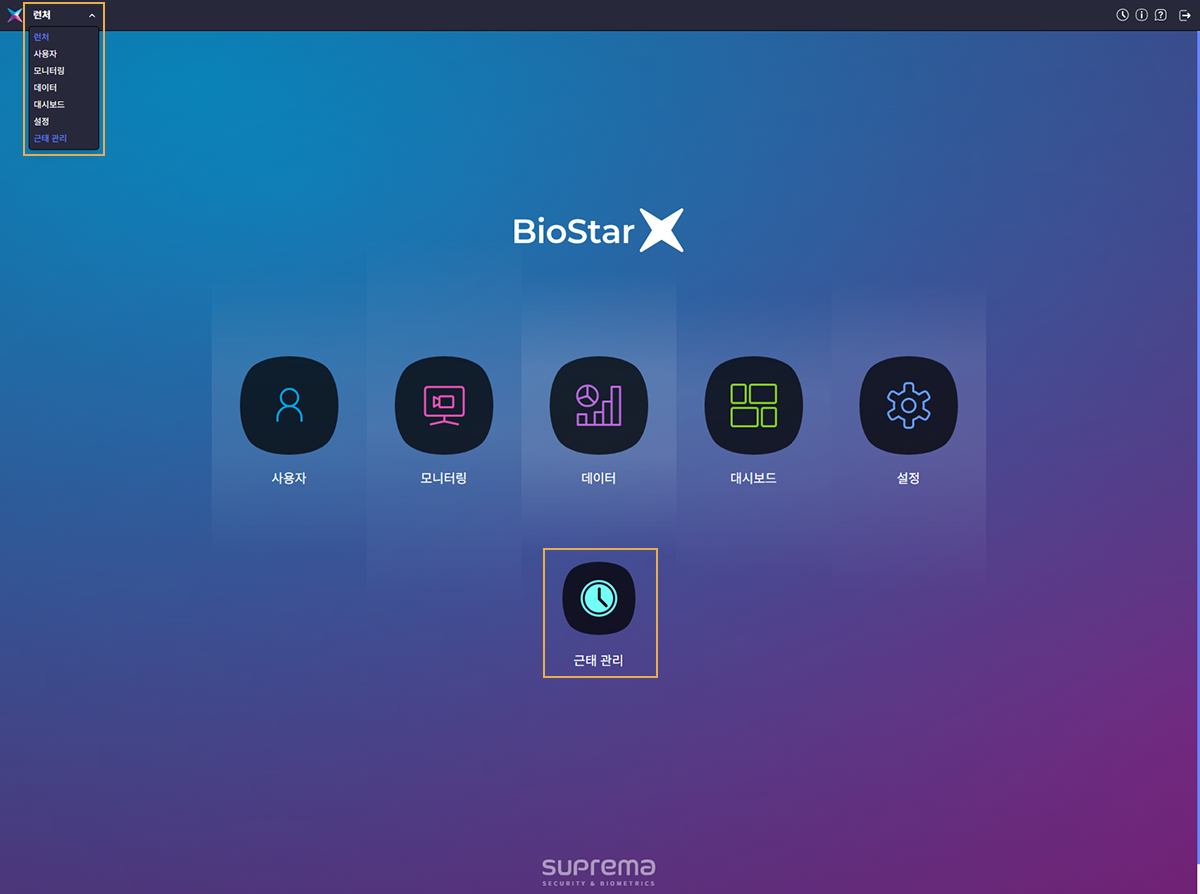 런처
런처
사용자
모니터링
데이터
대시보드
설정
근태 관리
BioStar X
사용자
모니터링
데이터
대시보드
설정
근태 관리
suprema
SECURITY & BIOMETRICS